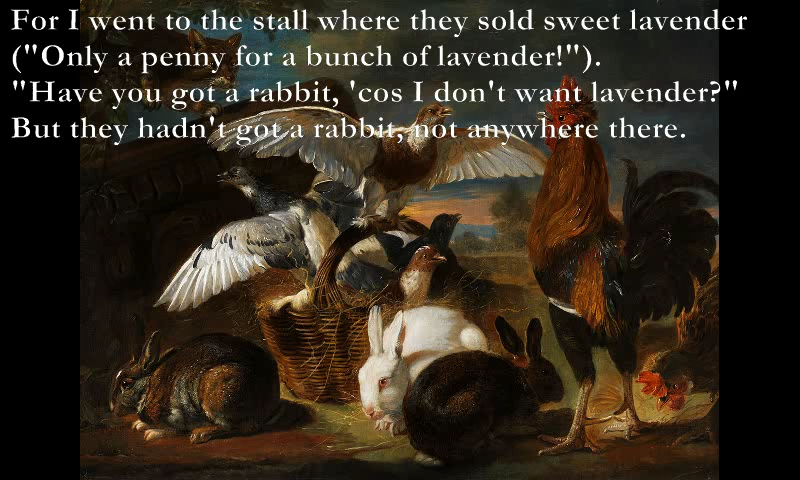 For I went to the stall where they sold sweet lavender
("Only a penny for a bunch of lavender!").
"Have you got a rabbit, 'cos I don't want lavender?"
But they hadn't got a rabbit, not anywhere there.